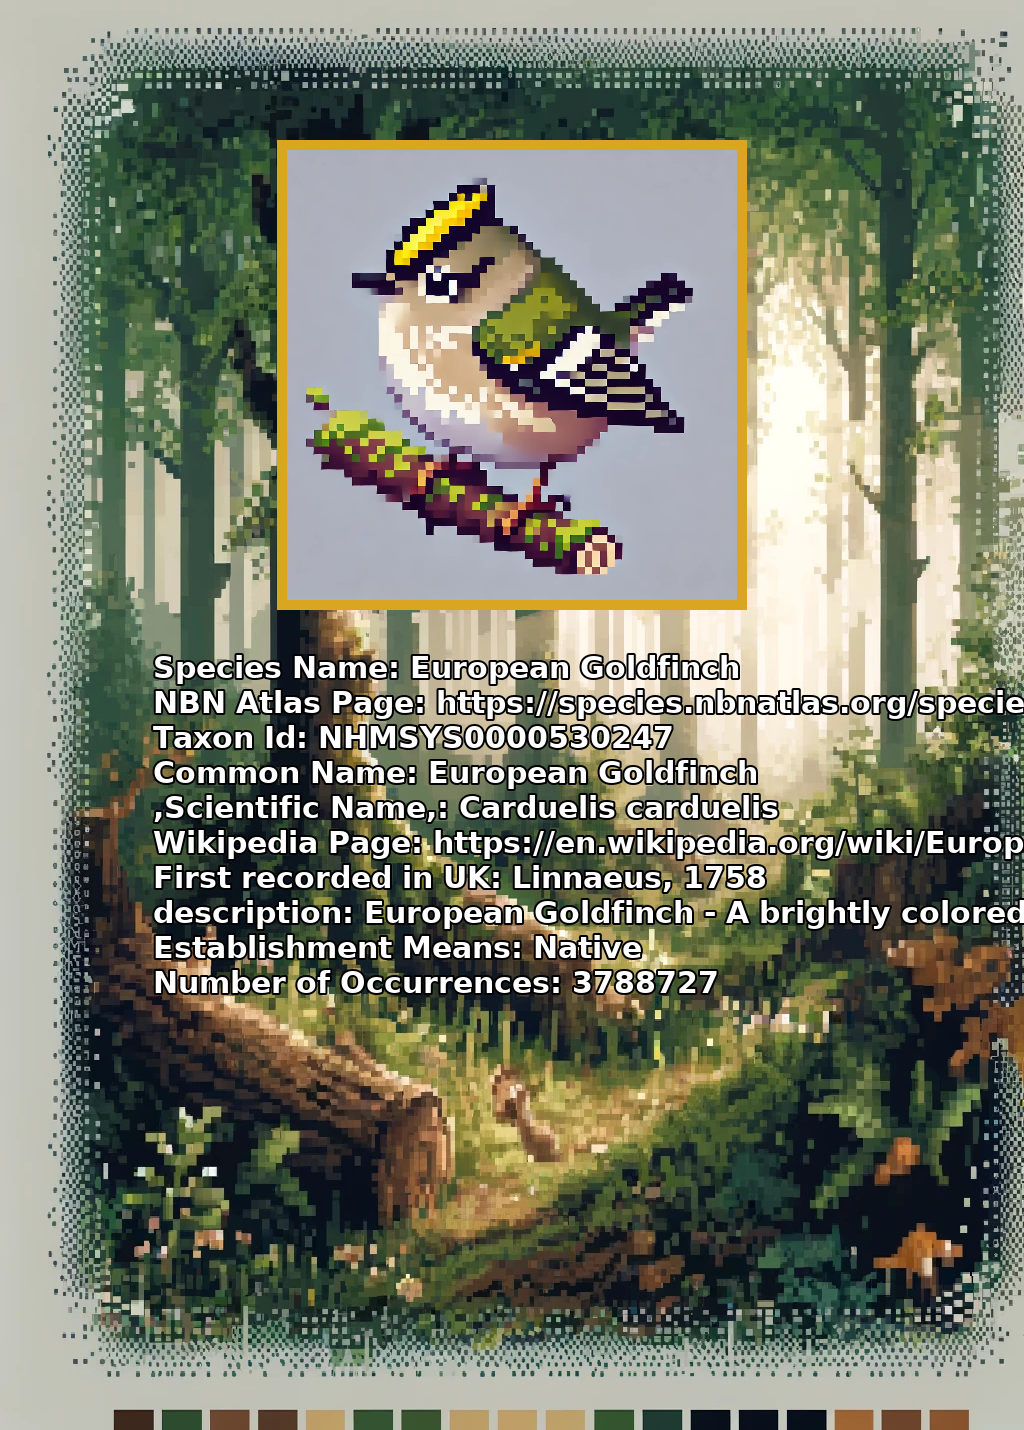 Species Name: European Goldfinch
NBN Atlas Page: https://species.nbnatlas.org/specie
Taxon Id: NHMSYS0000530247
Common Name: European Goldfinch
,Scientific Name,: Carduelis carduelis
Wikipedia Page: https://en.wikipedia.org/wiki/Europ
First recorded in UK: Linnaeus, 1758
description: European Goldfinch - A brightly colored
Establishment Means: Native
Number of Occurrences: 3788727